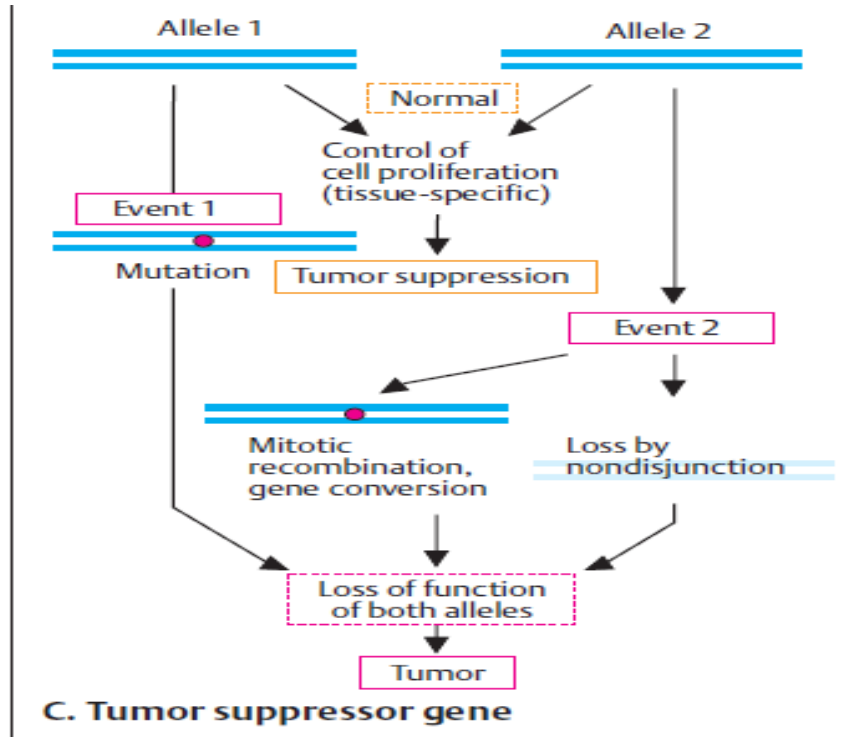 Allele 1
Allele 2
Normal
Control of
cell proliferation
(tissue-specific)
Event 1
Mutation
Tumor suppression
Event 2
Mitotic
recombination,
gene conversion
Loss by
nondisjunction
Loss of function
of both alleles
Tumor
C. Tumor suppressor gene